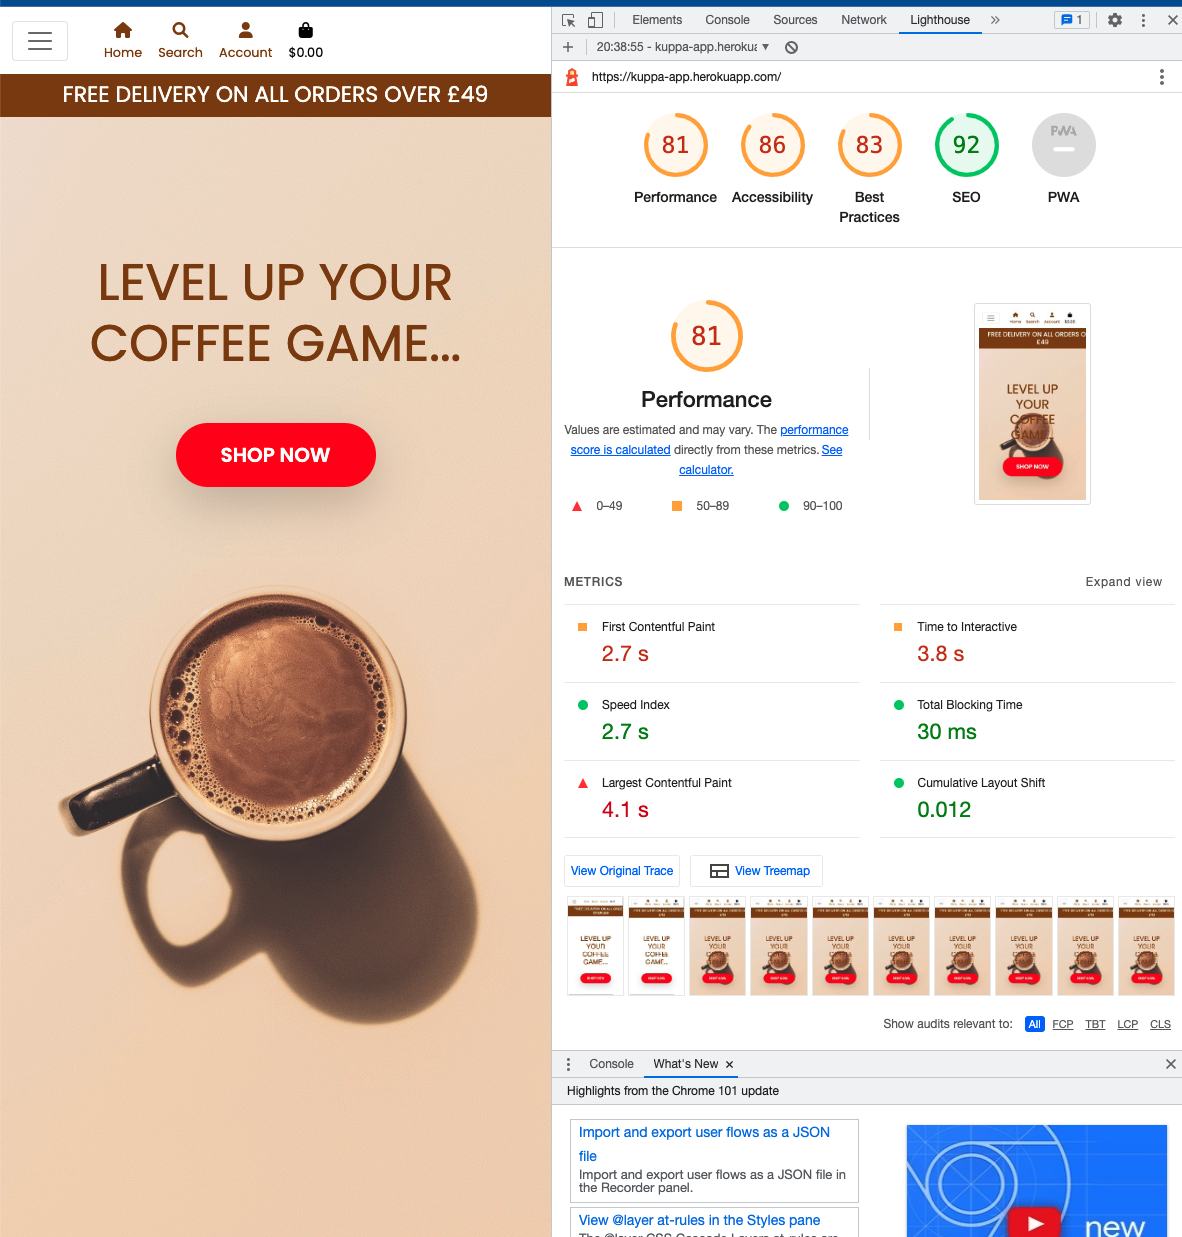 Home Search Account $0.00
FREE DELIVERY ON ALL ORDERS OVER £49
LEVEL UP YOUR
COFFEE GAME...
SHOP NOW
Elements Console Sources Network Lighthouse » 1
20:38:55 - kuppa-app.heroku
https://kuppa-app.herokuapp.com/
81 86 83 92 PWA
Performance Accessibility Best Practices SEO PWA
81
Performance
Values are estimated and may vary. The performance
score is calculated directly from these metrics. See
calculator.
0–49 50–89 90–100
Home Search Account $0.00
FREE DELIVERY ON ALL ORDERS O
£49
LEVEL UP
YOUR
COFFEE
GAME...
SHOP NOW
METRICS Expand view
First Contentful Paint
2.7 s
Time to Interactive
3.8 s
Speed Index
2.7 s
Total Blocking Time
30 ms
Largest Contentful Paint
4.1 s
Cumulative Layout Shift
0.012
View Original Trace View Treemap
LEVEL UP
YOUR
COFFEE
GAME...
Show audits relevant to: All FCP TBT LCP CLS
Console What's New
Highlights from the Chrome 101 update
Import and export user flows as a JSON
file
Import and export user flows as a JSON file in
the Recorder panel.
View @layer at-rules in the Styles pane
new